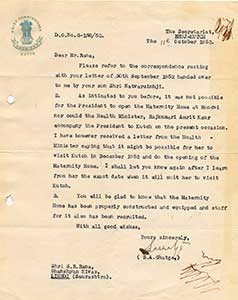 The Secretariat,
D.O.No.G-158/52. BHUJ-KUTCH
The 11th October 1952.
Dear Mr.Rana,
Please refer to the correspondence resting
with your letter of 30th September 1952 handed over
to me by your son Shri Natvarsinhji.
2. As intimated to you before, it was not possible
for the President to open the Maternity Home at Mandvi
nor could the Health Minister, Rajkumari Amrit Kaur
accompany the President to Kutch on the present occasion.
I have however received a letter from the Health
Minister saying that it might be possible for her to
visit Kutch in December 1952 and do the opening of
the Maternity Home. I shall let you know again after I learn
from her the exact date when it will suit her to visit
Kutch.
3. You will be glad to know that the Maternity
Home has been properly constructed and equipped and staff
for it also has been recruited.
With all good wishes,
Yours sincerely,
( S.A.Ghatge.)
Shri S.R.Rana,
Ghanshyam Nivas,
LIMBDI (Saurashtra).